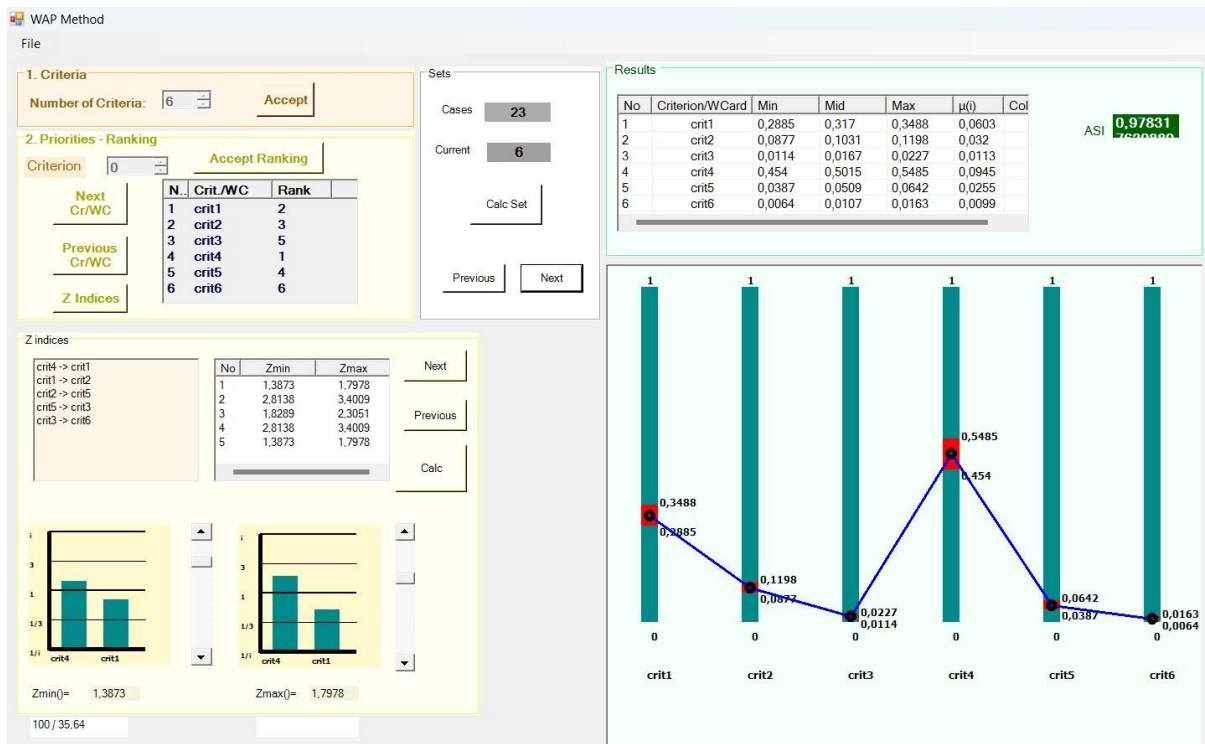 WAP Method
File
1. Criteria
Number of Criteria: 6 Accept
2. Priorities - Ranking
Criterion 0 Accept Ranking
Next Cr/WC
Previous Cr/WC
Z Indices
N.. Crit./WC Rank
1 crit1 2
2 crit2 3
3 crit3 5
4 crit4 1
5 crit5 4
6 crit6 6
Sets
Cases 23
Current 6
Calc Set
Previous Next
Results
No Criterion/WCard Min Mid Max µ(i) Col
1 crit1 0,2885 0,317 0,3488 0,0603
2 crit2 0,0877 0,1031 0,1198 0,032
3 crit3 0,0114 0,0167 0,0227 0,0113
4 crit4 0,454 0,5015 0,5485 0,0945
5 crit5 0,0387 0,0509 0,0642 0,0255
6 crit6 0,0064 0,0107 0,0163 0,0099
ASI 0,97831
Z indices
crit4 -> crit1
crit1 -> crit2
crit2 -> crit5
crit5 -> crit3
crit3 -> crit6
No Zmin Zmax
1 1,3873 1,7978
2 2,8138 3,4009
3 1,8289 2,3051
4 2,8138 3,4009
5 1,3873 1,7978
Next
Previous
Calc
i
3
1
1/3
1/i
crit4 crit1
Zmin()= 1,3873
i
3
1
1/3
1/i
crit4 crit1
Zmax()= 1,7978
100 / 35,64
1 1 1 1 1 1
0,5485
0,454
0,3488
0,2885
0,1198
0,0877
0,0642
0,0387
0,0227
0,0114
0,0163
0,0064
0 0 0 0 0 0
crit1 crit2 crit3 crit4 crit5 crit6